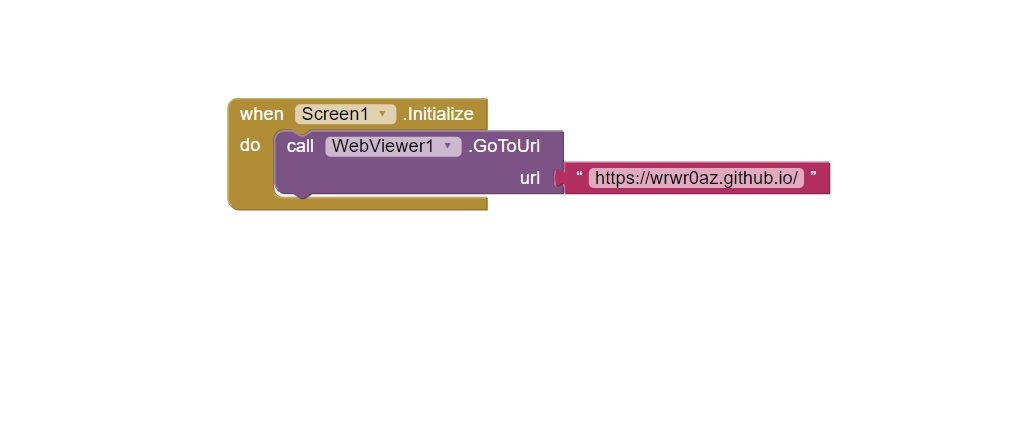 when Screen1 .Initialize
do call WebViewer1 .GoToUrl
url “ https://wrwr0az.github.io/ ”